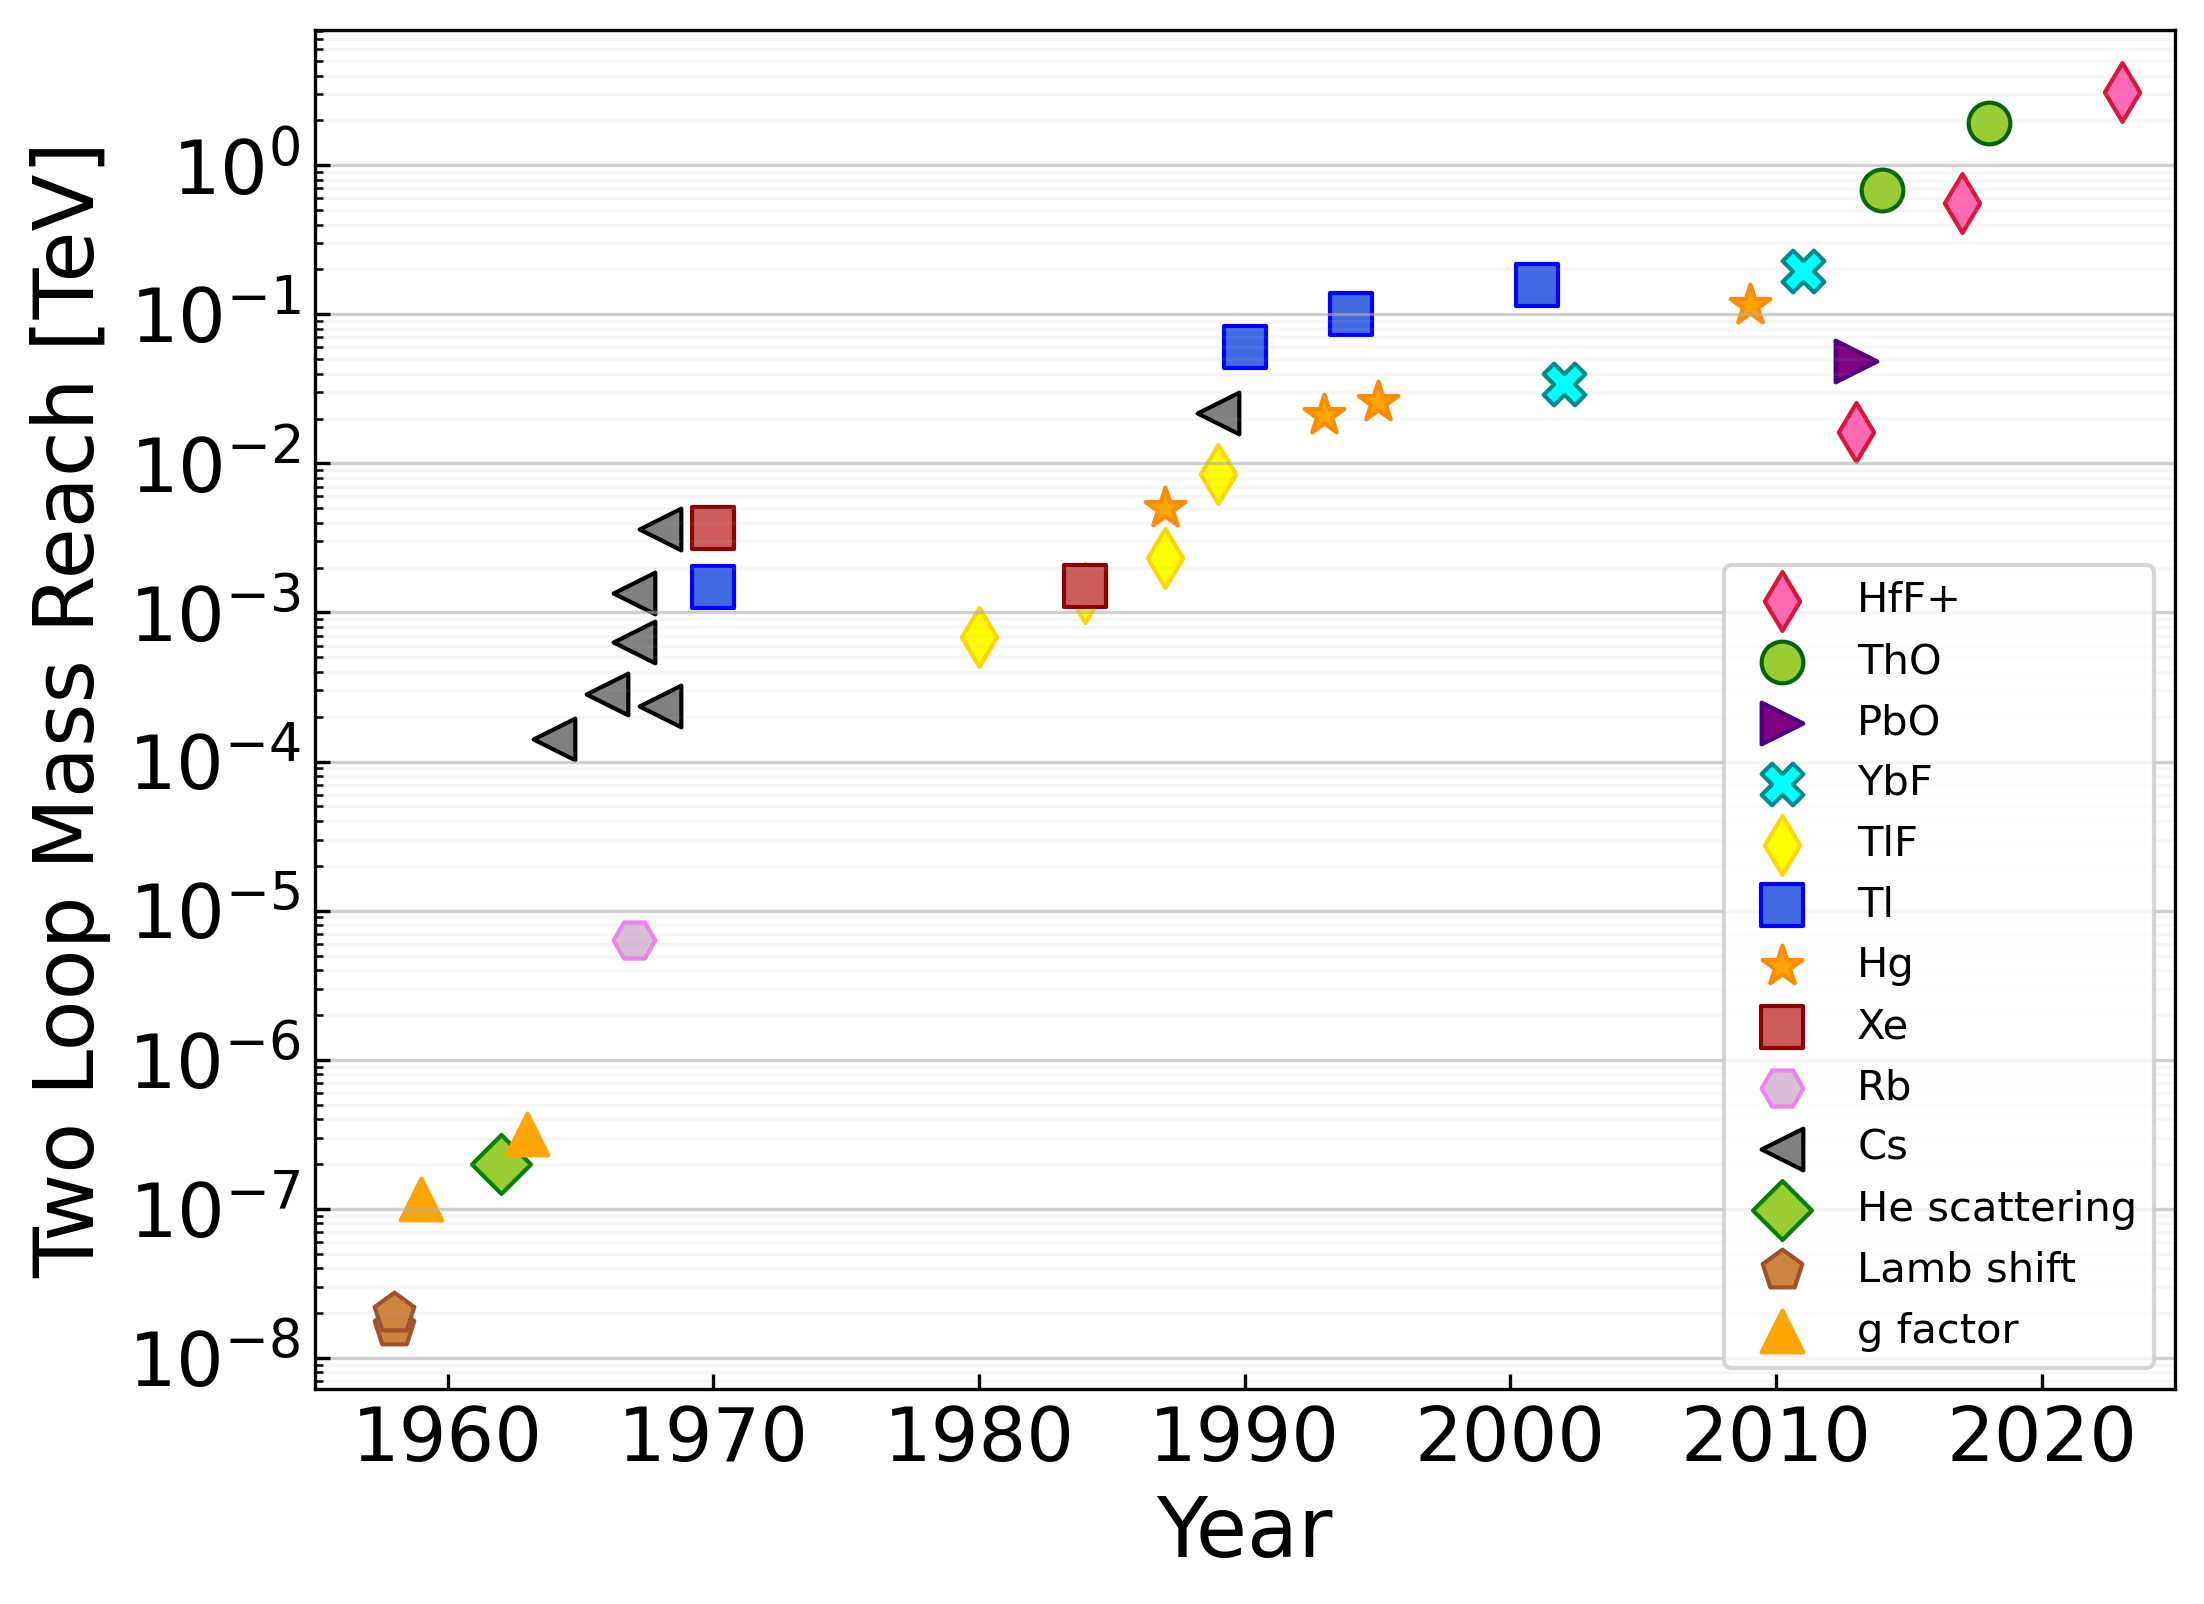 Two Loop Mass Reach [TeV]
10⁰
10⁻¹
10⁻²
10⁻³
10⁻⁴
10⁻⁵
10⁻⁶
10⁻⁷
10⁻⁸
HfF+
ThO
PbO
YbF
TlF
Tl
Hg
Xe
Rb
Cs
He scattering
Lamb shift
g factor
1960 1970 1980 1990 2000 2010 2020
Year